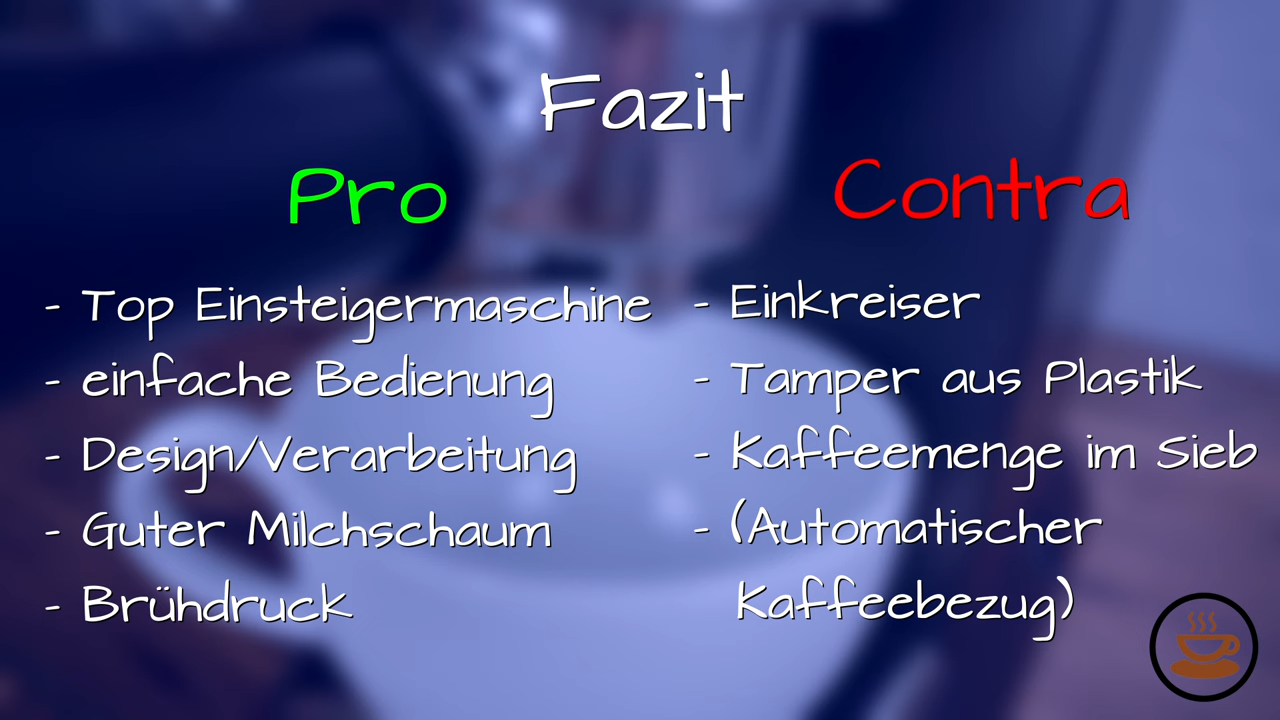 Fazit
Pro
- Top Einsteigermaschine
- einfache Bedienung
- Design/Verarbeitung
- Guter Milchschaum
- Brühdruck
Contra
- Einkreiser
- Tamper aus Plastik
- Kaffeemenge im Sieb
- (Automatischer
Kaffeebezug)